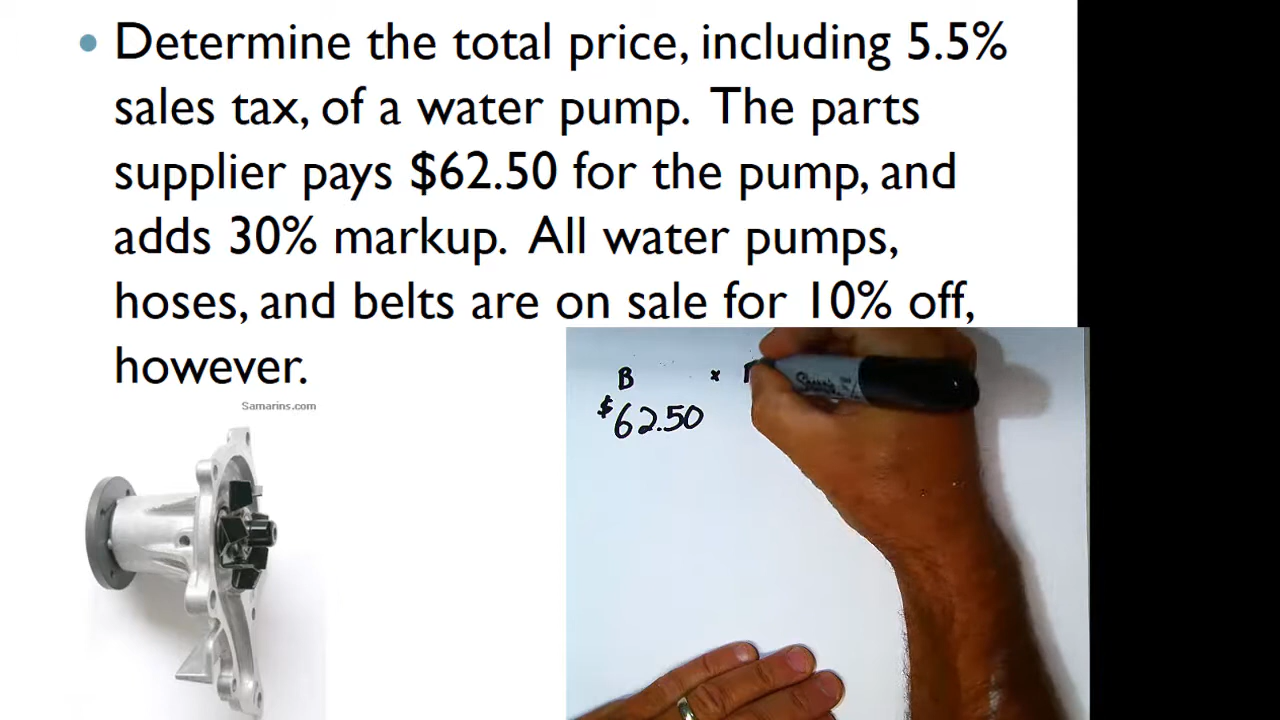 • Determine the total price, including 5.5%
sales tax, of a water pump. The parts
supplier pays $62.50 for the pump, and
adds 30% markup. All water pumps,
hoses, and belts are on sale for 10% off,
however.
Samarins.com
B ×
$62.50